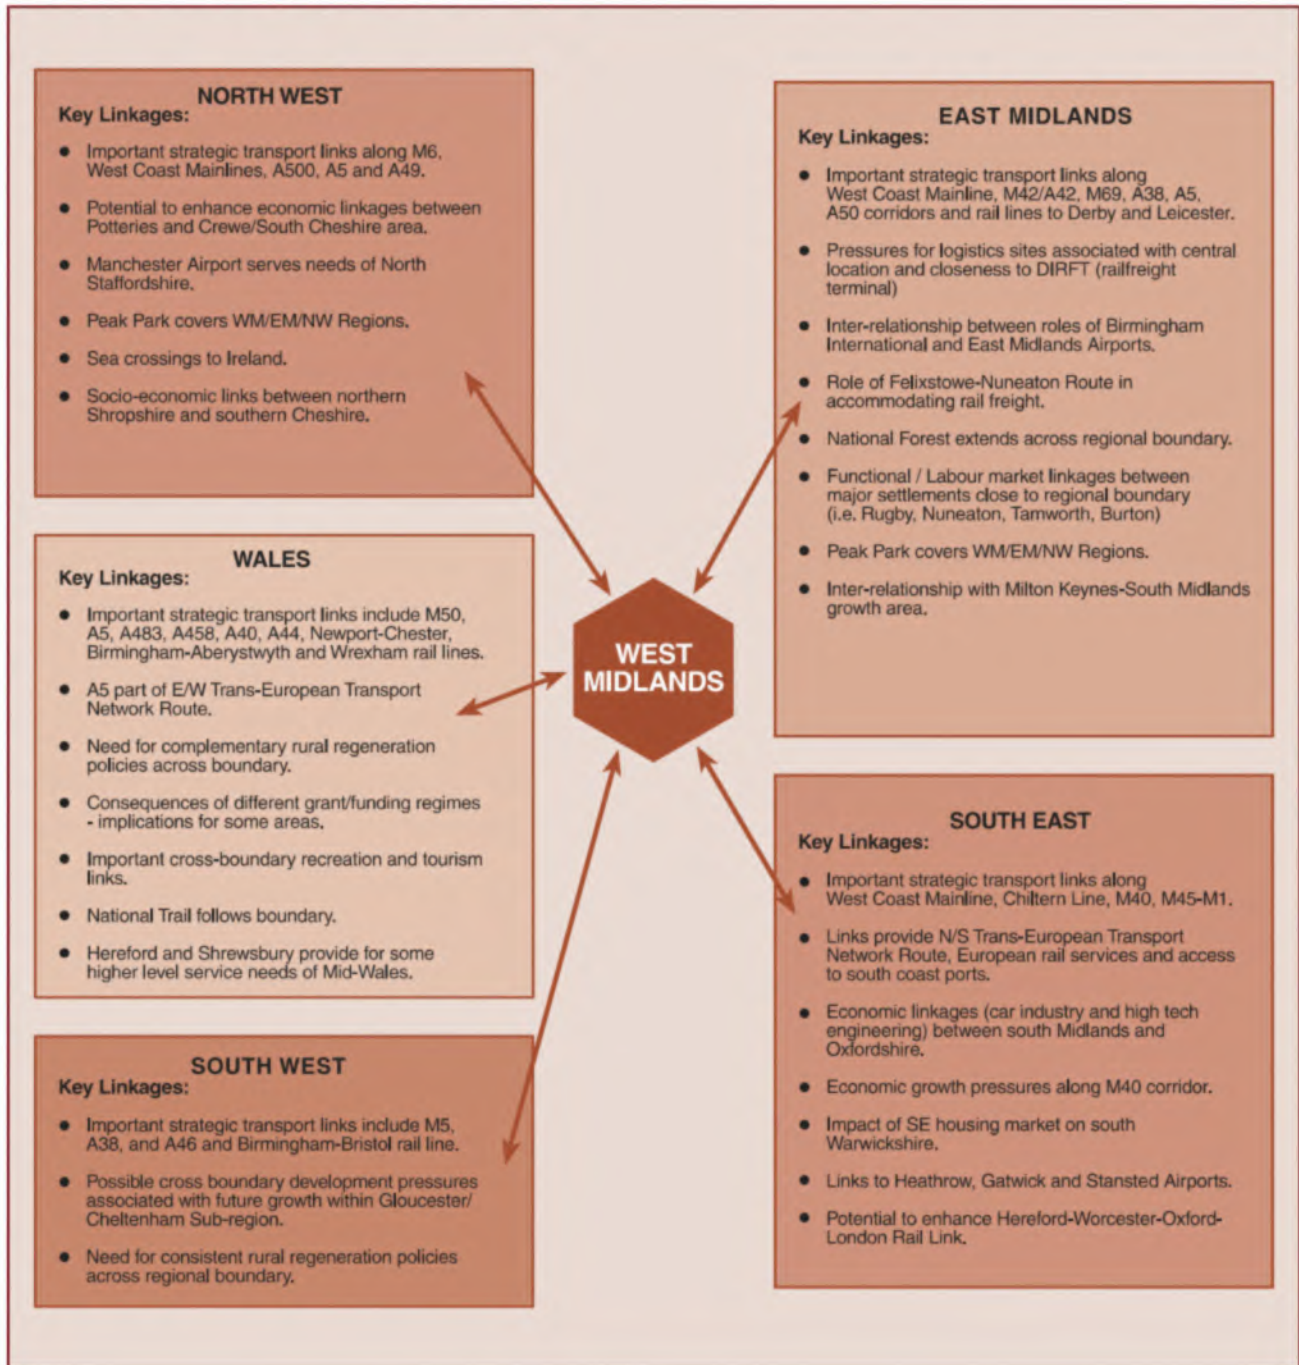 NORTH WEST
Key Linkages:
● Important strategic transport links along M6,
West Coast Mainlines, A500, A5 and A49.
● Potential to enhance economic linkages between
Potteries and Crewe/South Cheshire area.
● Manchester Airport serves needs of North
Staffordshire.
● Peak Park covers WM/EM/NW Regions.
● Sea crossings to Ireland.
● Socio-economic links between northern
Shropshire and southern Cheshire.
WALES
Key Linkages:
● Important strategic transport links include M50,
A5, A483, A458, A40, A44, Newport-Chester,
Birmingham-Aberystwyth and Wrexham rail lines.
● A5 part of E/W Trans-European Transport
Network Route.
● Need for complementary rural regeneration
policies across boundary.
● Consequences of different grant/funding regimes
- implications for some areas.
● Important cross-boundary recreation and tourism
links.
● National Trail follows boundary.
● Hereford and Shrewsbury provide for some
higher level service needs of Mid-Wales.
SOUTH WEST
Key Linkages:
● Important strategic transport links include M5,
A38, and A46 and Birmingham-Bristol rail line.
● Possible cross boundary development pressures
associated with future growth within Gloucester/
Cheltenham Sub-region.
● Need for consistent rural regeneration policies
across regional boundary.
WEST
MIDLANDS
EAST MIDLANDS
Key Linkages:
● Important strategic transport links along
West Coast Mainline, M42/A42, M69, A38, A5,
A50 corridors and rail lines to Derby and Leicester.
● Pressures for logistics sites associated with central
location and closeness to DIRFT (railfreight
terminal)
● Inter-relationship between roles of Birmingham
International and East Midlands Airports.
● Role of Felixstowe-Nuneaton Route in
accommodating rail freight.
● National Forest extends across regional boundary.
● Functional / Labour market linkages between
major settlements close to regional boundary
(i.e. Rugby, Nuneaton, Tamworth, Burton)
● Peak Park covers WM/EM/NW Regions.
● Inter-relationship with Milton Keynes-South Midlands
growth area.
SOUTH EAST
Key Linkages:
● Important strategic transport links along
West Coast Mainline, Chiltern Line, M40, M45-M1.
● Links provide N/S Trans-European Transport
Network Route, European rail services and access
to south coast ports.
● Economic linkages (car industry and high tech
engineering) between south Midlands and
Oxfordshire.
● Economic growth pressures along M40 corridor.
● Impact of SE housing market on south
Warwickshire.
● Links to Heathrow, Gatwick and Stansted Airports.
● Potential to enhance Hereford-Worcester-Oxford-
London Rail Link.